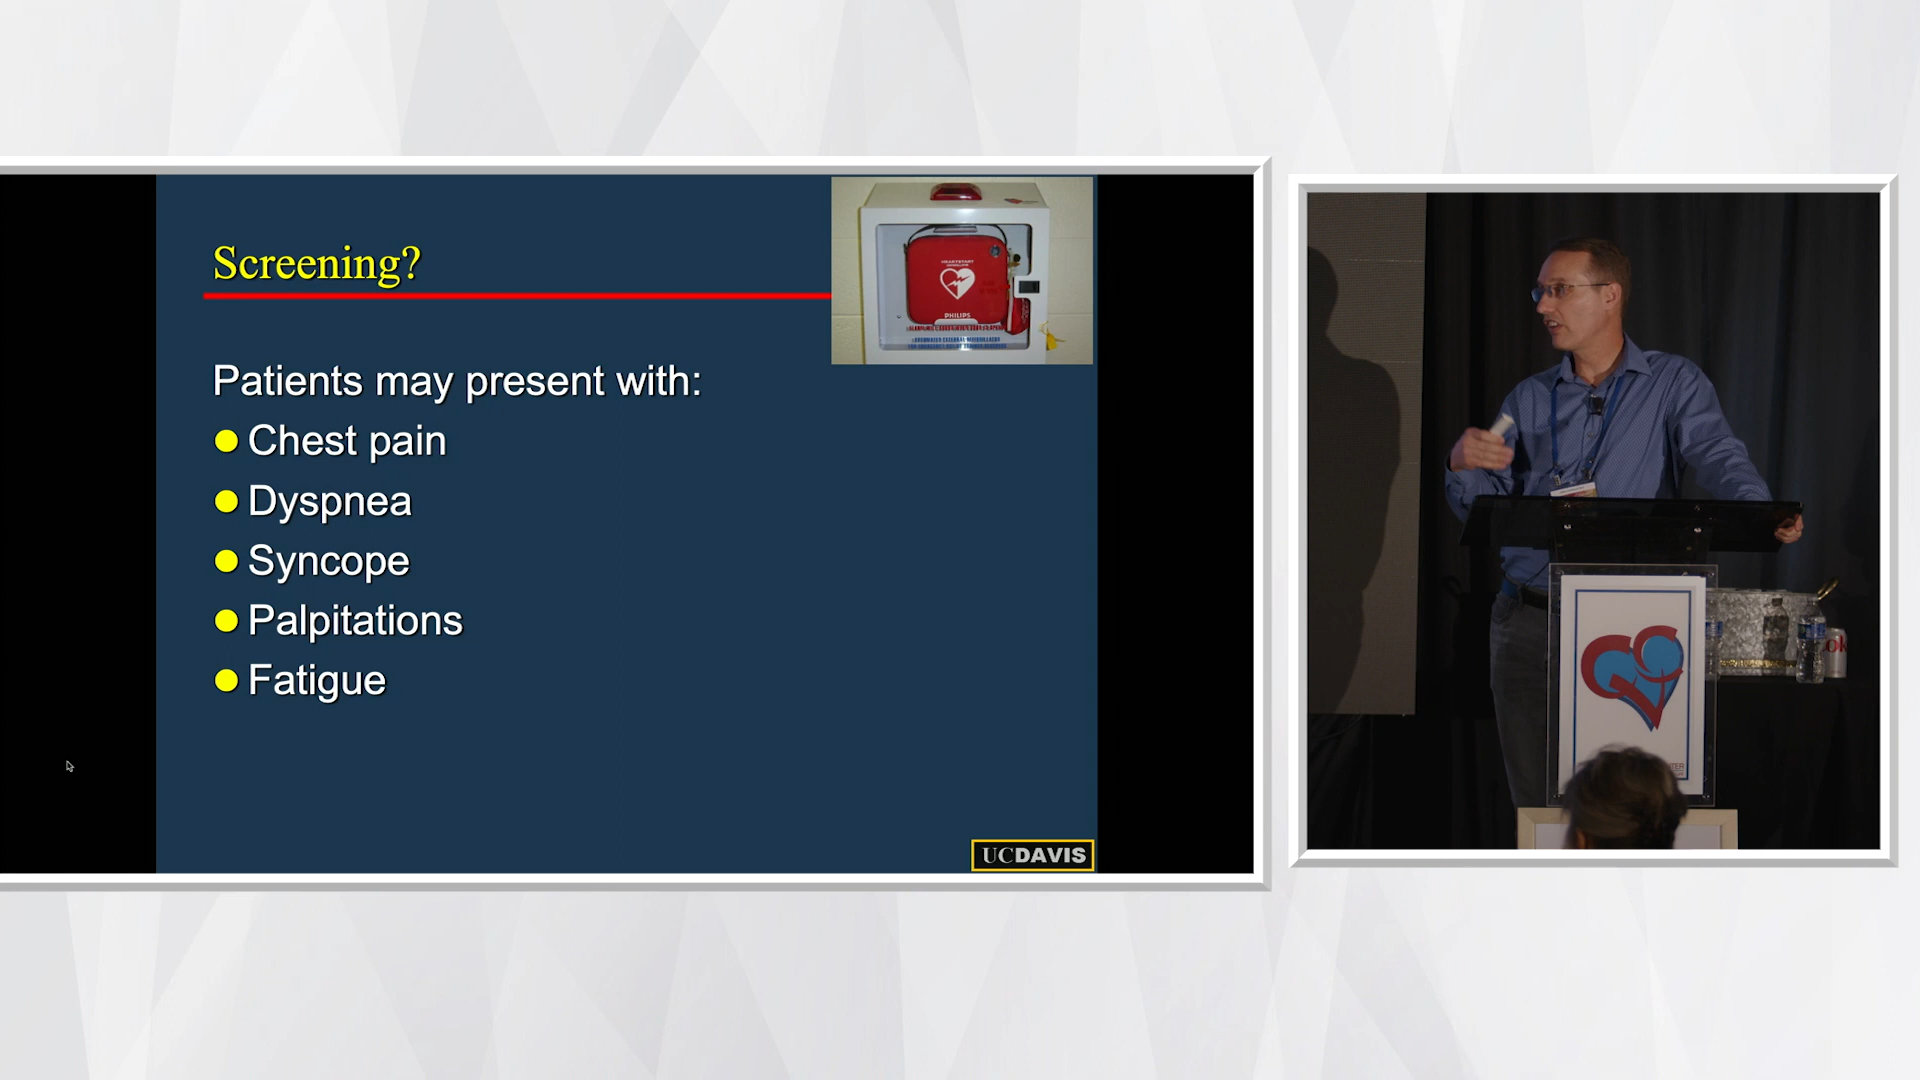 Screening?
HEARTSTART
PHILIPS
Patients may present with:
Chest pain
Dyspnea
Syncope
Palpitations
Fatigue
UCDAVIS